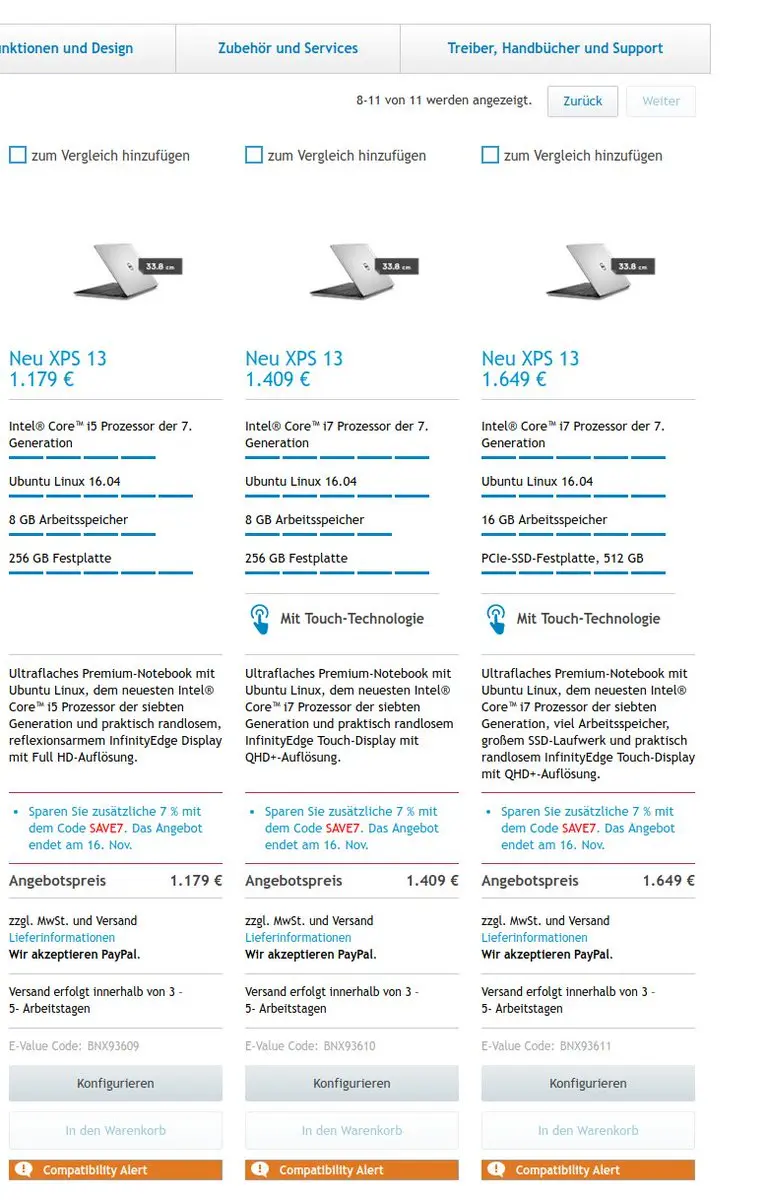 nktionen und Design
Zubehör und Services
Treiber, Handbücher und Support
8-11 von 11 werden angezeigt.
Zurück
Weiter
zum Vergleich hinzufügen
33.8 cm
Neu XPS 13
1.179 €
Intel® Core™ i5 Prozessor der 7.
Generation
Ubuntu Linux 16.04
8 GB Arbeitsspeicher
256 GB Festplatte
Ultraflaches Premium-Notebook mit
Ubuntu Linux, dem neuesten Intel®
Core™ i5 Prozessor der siebten
Generation und praktisch randlosem,
reflexionsarmem InfinityEdge Display
mit Full HD-Auflösung.
Sparen Sie zusätzliche 7 % mit
dem Code SAVE7. Das Angebot
endet am 16. Nov.
Angebotspreis 1.179 €
zzgl. MwSt. und Versand
Lieferinformationen
Wir akzeptieren PayPal.
Versand erfolgt innerhalb von 3 -
5- Arbeitstagen
E-Value Code: BNX93609
Konfigurieren
In den Warenkorb
Compatibility Alert
zum Vergleich hinzufügen
33.8 cm
Neu XPS 13
1.409 €
Intel® Core™ i7 Prozessor der 7.
Generation
Ubuntu Linux 16.04
8 GB Arbeitsspeicher
256 GB Festplatte
Mit Touch-Technologie
Ultraflaches Premium-Notebook mit
Ubuntu Linux, dem neuesten Intel®
Core™ i7 Prozessor der siebten
Generation und praktisch randlosem
InfinityEdge Touch-Display mit
QHD+-Auflösung.
Sparen Sie zusätzliche 7 % mit
dem Code SAVE7. Das Angebot
endet am 16. Nov.
Angebotspreis 1.409 €
zzgl. MwSt. und Versand
Lieferinformationen
Wir akzeptieren PayPal.
Versand erfolgt innerhalb von 3 -
5- Arbeitstagen
E-Value Code: BNX93610
Konfigurieren
In den Warenkorb
Compatibility Alert
zum Vergleich hinzufügen
33.8 cm
Neu XPS 13
1.649 €
Intel® Core™ i7 Prozessor der 7.
Generation
Ubuntu Linux 16.04
16 GB Arbeitsspeicher
PCIe-SSD-Festplatte, 512 GB
Mit Touch-Technologie
Ultraflaches Premium-Notebook mit
Ubuntu Linux, dem neuesten Intel®
Core™ i7 Prozessor der siebten
Generation, viel Arbeitsspeicher,
großem SSD-Laufwerk und praktisch
randlosem InfinityEdge Touch-Display
mit QHD+-Auflösung.
Sparen Sie zusätzliche 7 % mit
dem Code SAVE7. Das Angebot
endet am 16. Nov.
Angebotspreis 1.649 €
zzgl. MwSt. und Versand
Lieferinformationen
Wir akzeptieren PayPal.
Versand erfolgt innerhalb von 3 -
5- Arbeitstagen
E-Value Code: BNX93611
Konfigurieren
In den Warenkorb
Compatibility Alert